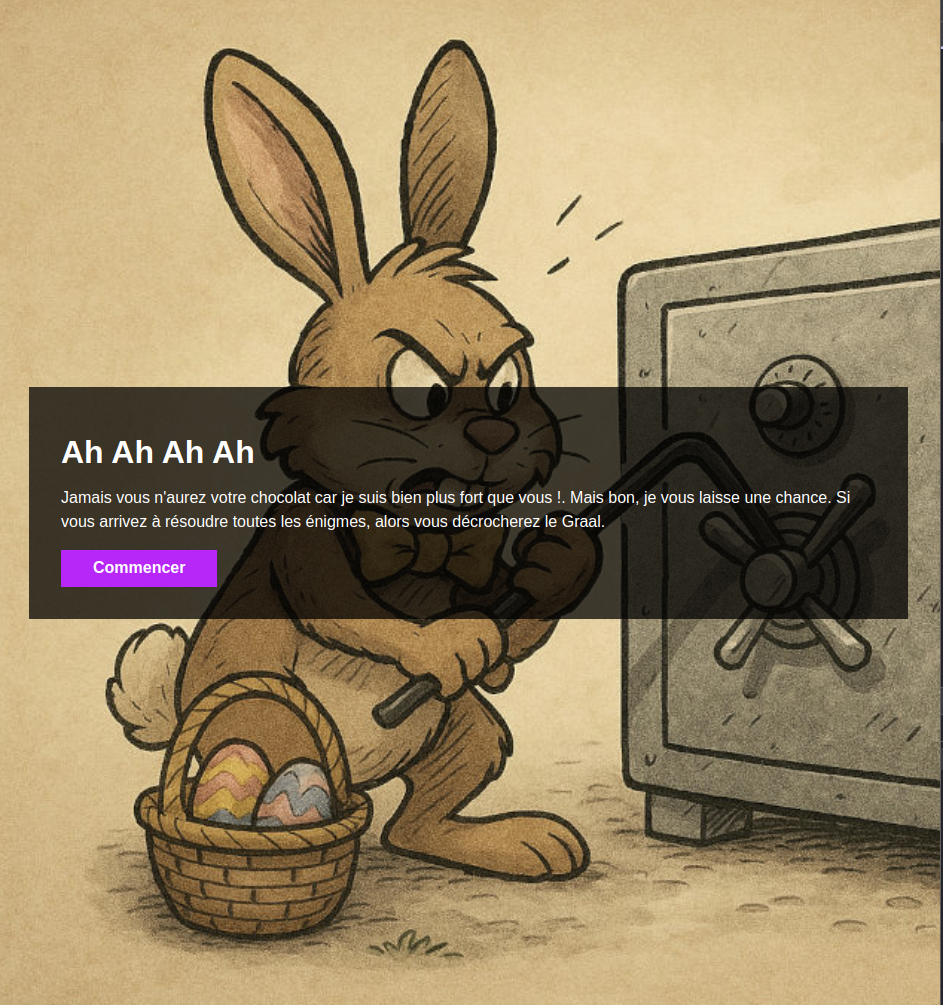 Ah Ah Ah Ah
Jamais vous n'aurez votre chocolat car je suis bien plus fort que vous !. Mais bon, je vous laisse une chance. Si
vous arrivez à résoudre toutes les énigmes, alors vous décrocherez le Graal.
Commencer